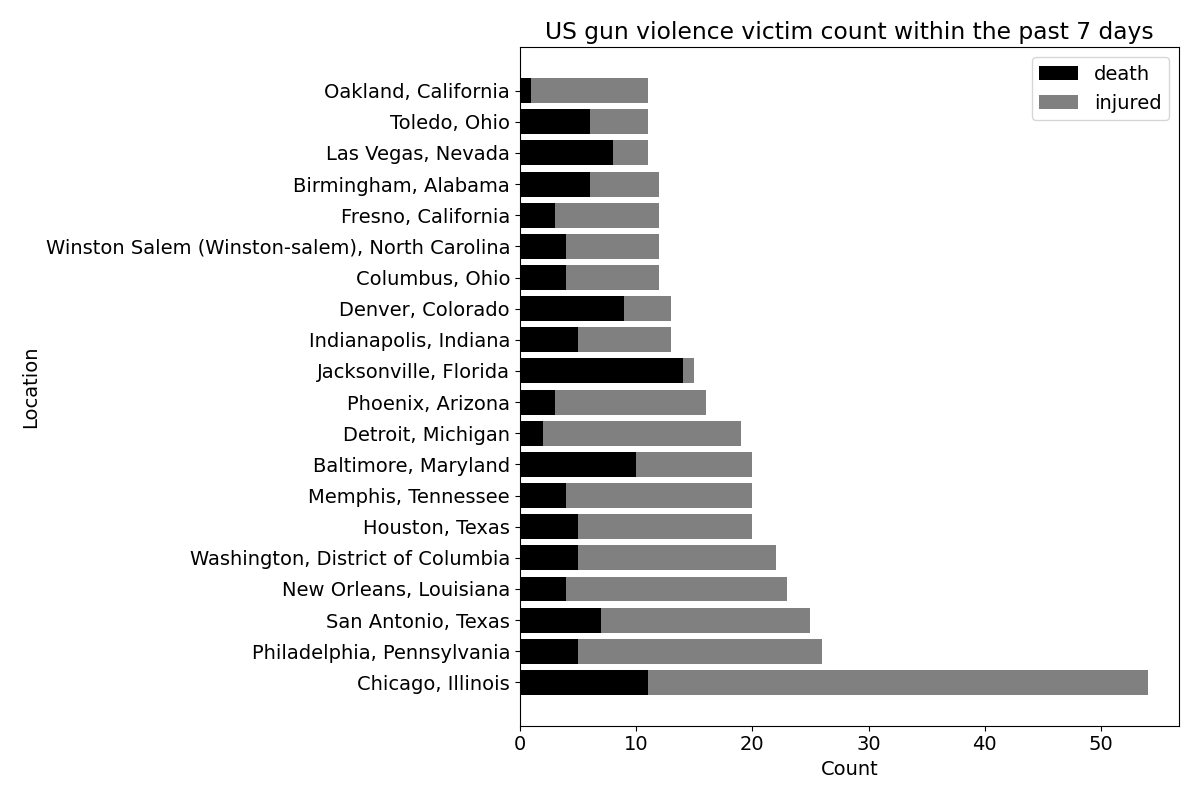 US gun violence victim count within the past 7 days
death
injured
Oakland, California
Toledo, Ohio
Las Vegas, Nevada
Birmingham, Alabama
Fresno, California
Winston Salem (Winston-salem), North Carolina
Columbus, Ohio
Denver, Colorado
Indianapolis, Indiana
Jacksonville, Florida
Phoenix, Arizona
Detroit, Michigan
Baltimore, Maryland
Memphis, Tennessee
Houston, Texas
Washington, District of Columbia
New Orleans, Louisiana
San Antonio, Texas
Philadelphia, Pennsylvania
Chicago, Illinois
Location
0 10 20 30 40 50
Count